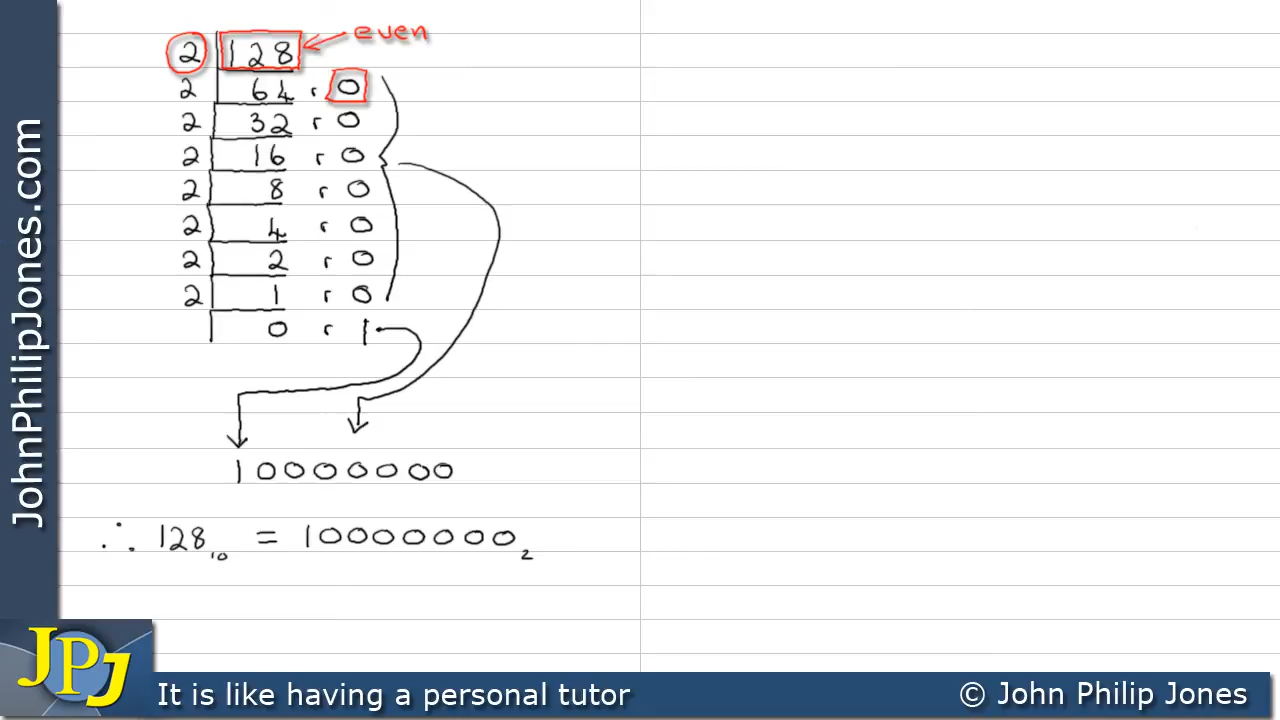 2 128 even
2 64 r 0
2 32 r 0
2 16 r 0
2 8 r 0
2 4 r 0
2 2 r 0
2 1 r 0
0 r 1
10000000
∴ 128₁₀ = 10000000₂
JohnPhilipJones.com
JPJ
It is like having a personal tutor
© John Philip Jones